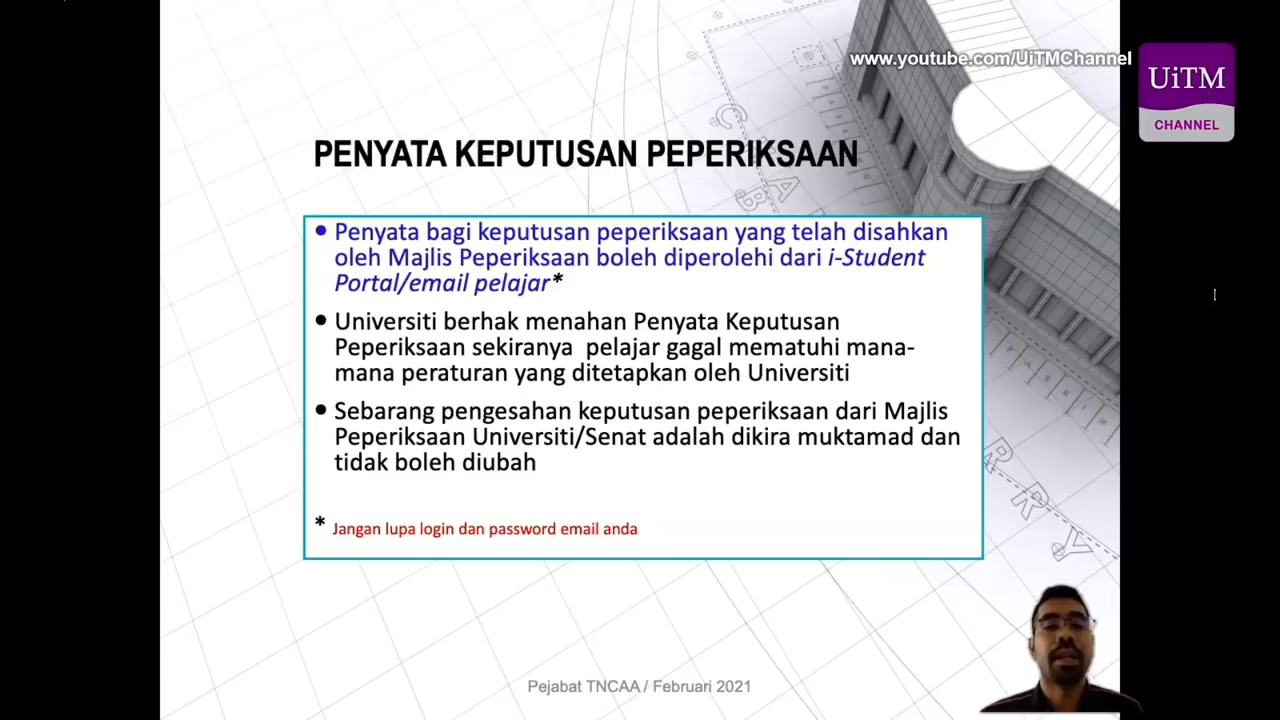 www.youtube.com/UiTMChannel
UiTM
CHANNEL
PENYATA KEPUTUSAN PEPERIKSAAN
• Penyata bagi keputusan peperiksaan yang telah disahkan
oleh Majlis Peperiksaan boleh diperolehi dari i-Student
Portal/email pelajar*
• Universiti berhak menahan Penyata Keputusan
Peperiksaan sekiranya pelajar gagal mematuhi mana-
mana peraturan yang ditetapkan oleh Universiti
• Sebarang pengesahan keputusan peperiksaan dari Majlis
Peperiksaan Universiti/Senat adalah dikira muktamad dan
tidak boleh diubah
* Jangan lupa login dan password email anda
Pejabat TNCAA / Februari 2021